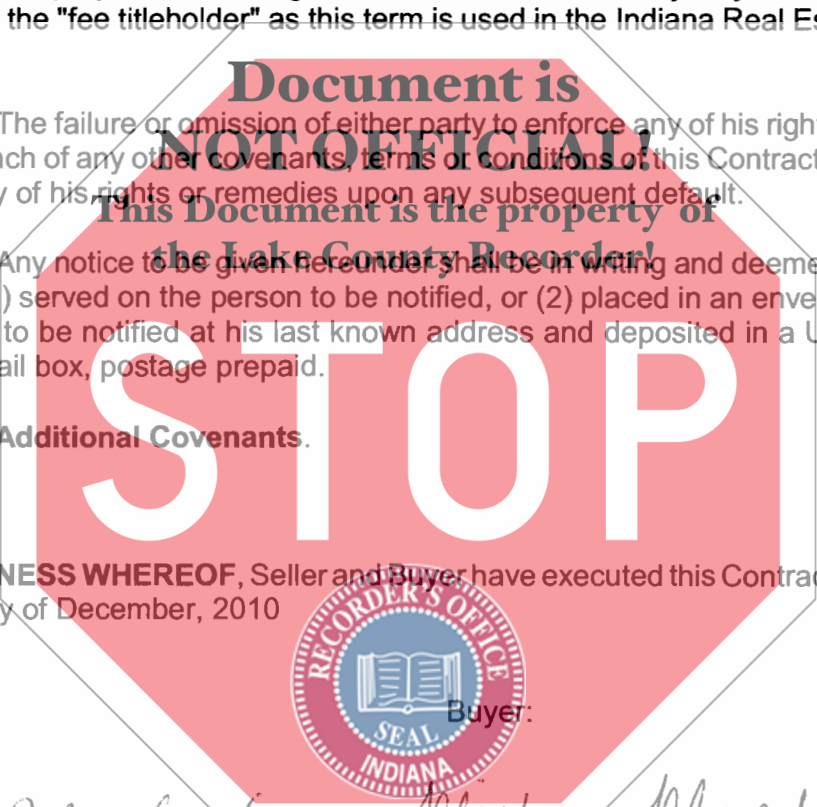 the "fee titleholder" as this term is used in the Indiana Real Es
Document is
The failure or omission of either party to enforce any of his right
NOT OFFICIAL!
ch of any other covenants, terms or conditions of this Contract
y of his rights or remedies upon any subsequent default.
This Document is the property of
the Lake County Recorder!
Any notice to be given hereunder shall be in writing and deeme
) served on the person to be notified, or (2) placed in an enve
to be notified at his last known address and deposited in a U
ail box, postage prepaid.
STOP
Additional Covenants.
NESS WHEREOF, Seller and Buyer have executed this Contrac
y of December, 2010
RECORDER'S OFFICE
SEAL
INDIANA
Buyer: